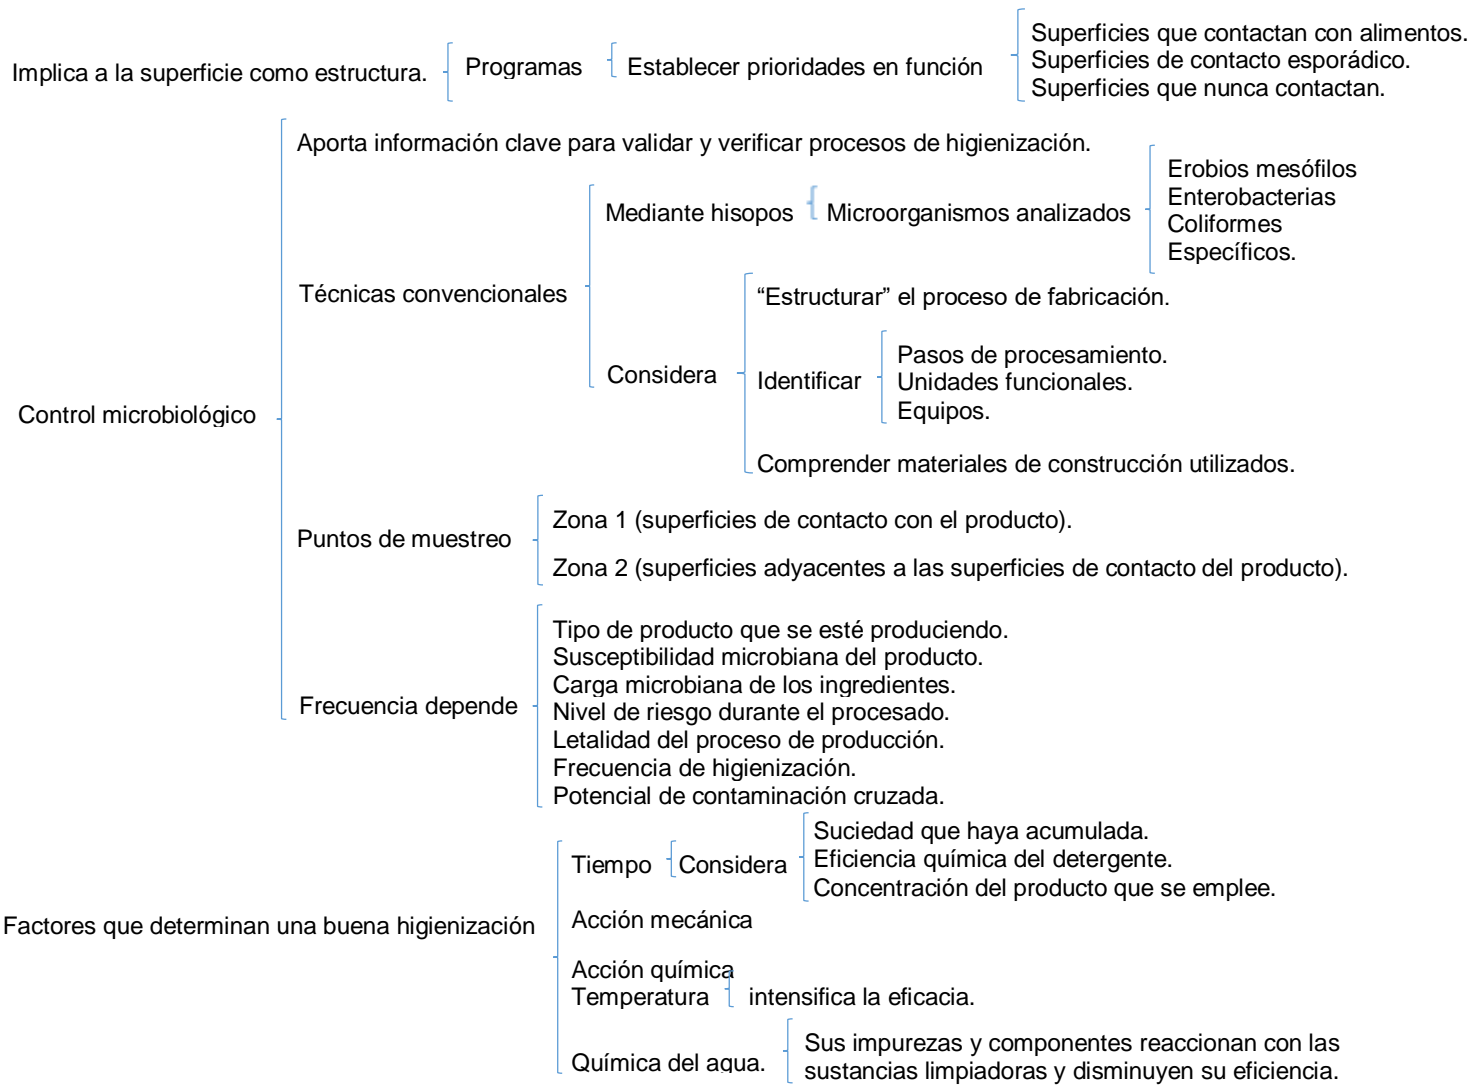 Superficies que contactan con alimentos.
Implica a la superficie como estructura. Programas Establecer prioridades en función Superficies de contacto esporádico.
Superficies que nunca contactan.
Aporta información clave para validar y verificar procesos de higienización.
Erobios mesófilos
Enterobacterias
Mediante hisopos Microorganismos analizados
Coliformes
Específicos.
Técnicas convencionales
“Estructurar” el proceso de fabricación.
Considera
Identificar
Pasos de procesamiento.
Unidades funcionales.
Equipos.
Control microbiológico
Comprender materiales de construcción utilizados.
Puntos de muestreo
Zona 1 (superficies de contacto con el producto).
Zona 2 (superficies adyacentes a las superficies de contacto del producto).
Frecuencia depende
Tipo de producto que se esté produciendo.
Susceptibilidad microbiana del producto.
Carga microbiana de los ingredientes.
Nivel de riesgo durante el procesado.
Letalidad del proceso de producción.
Frecuencia de higienización.
Potencial de contaminación cruzada.
Factores que determinan una buena higienización
Tiempo Considera
Suciedad que haya acumulada.
Eficiencia química del detergente.
Concentración del producto que se emplee.
Acción mecánica
Acción química
Temperatura intensifica la eficacia.
Química del agua.
Sus impurezas y componentes reaccionan con las
sustancias limpiadoras y disminuyen su eficiencia.